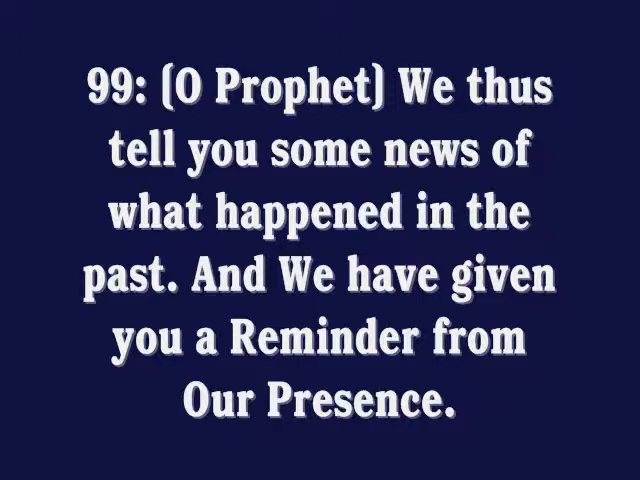 99: (O Prophet) We thus
tell you some news of
what happened in the
past. And We have given
you a Reminder from
Our Presence.